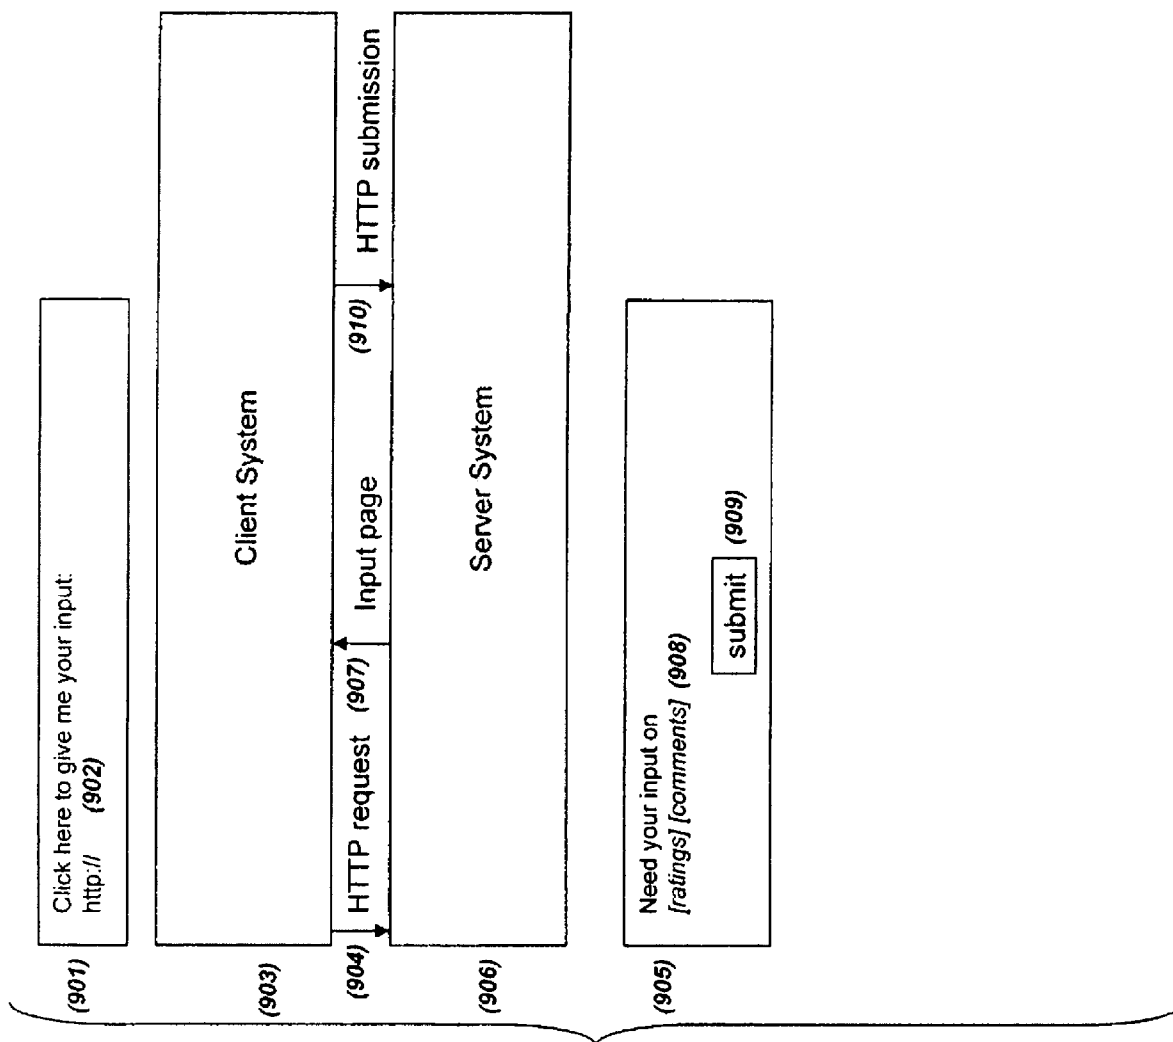 (901)
Click here to give me your input:
http:// (902)
(903)
Client System
(904)
HTTP request
(907)
Input page
(910)
HTTP submission
(906)
Server System
(905)
Need your input on
[ratings] [comments] (908)
submit
(909)